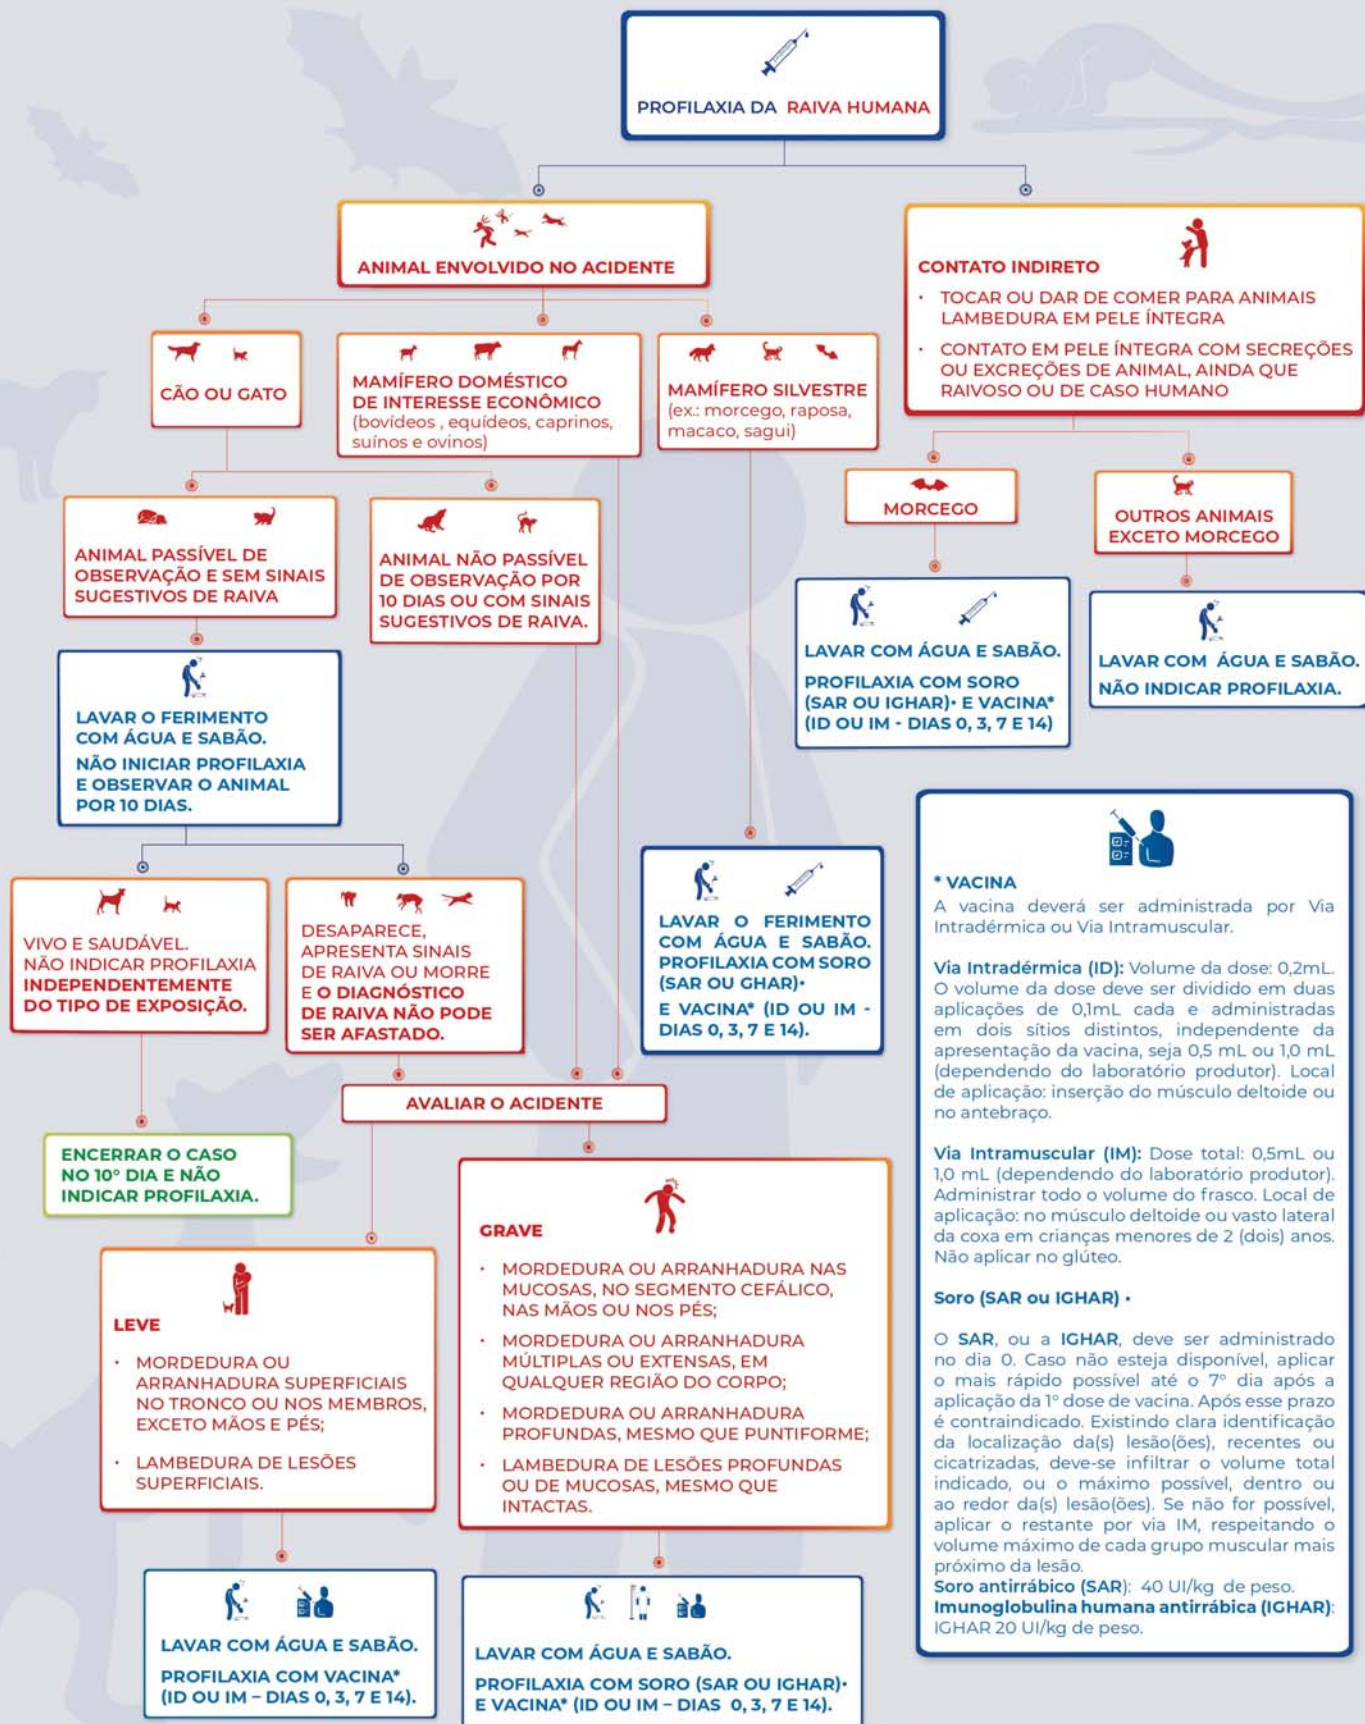 PROFILAXIA DA RAIVA HUMANA
ANIMAL ENVOLVIDO NO ACIDENTE
CÃO OU GATO
MAMÍFERO DOMÉSTICO
DE INTERESSE ECONÔMICO
(bovídeos , equídeos, caprinos,
suínos e ovinos)
MAMÍFERO SILVESTRE
(ex.: morcego, raposa,
macaco, sagui)
CONTATO INDIRETO
• TOCAR OU DAR DE COMER PARA ANIMAIS
LAMBEDURA EM PELE ÍNTEGRA
• CONTATO EM PELE ÍNTEGRA COM SECREÇÕES
OU EXCREÇÕES DE ANIMAL, AINDA QUE
RAIVOSO OU DE CASO HUMANO
ANIMAL PASSÍVEL DE
OBSERVAÇÃO E SEM SINAIS
SUGESTIVOS DE RAIVA
ANIMAL NÃO PASSÍVEL
DE OBSERVAÇÃO POR
10 DIAS OU COM SINAIS
SUGESTIVOS DE RAIVA.
MORCEGO
OUTROS ANIMAIS
EXCETO MORCEGO
LAVAR O FERIMENTO
COM ÁGUA E SABÃO.
NÃO INICIAR PROFILAXIA
E OBSERVAR O ANIMAL
POR 10 DIAS.
LAVAR COM ÁGUA E SABÃO.
PROFILAXIA COM SORO
(SAR OU IGHAR)• E VACINA*
(ID OU IM - DIAS 0, 3, 7 E 14)
LAVAR COM ÁGUA E SABÃO.
NÃO INDICAR PROFILAXIA.
VIVO E SAUDÁVEL.
NÃO INDICAR PROFILAXIA
INDEPENDENTEMENTE
DO TIPO DE EXPOSIÇÃO.
DESAPARECE,
APRESENTA SINAIS
DE RAIVA OU MORRE
E O DIAGNÓSTICO
DE RAIVA NÃO PODE
SER AFASTADO.
LAVAR O FERIMENTO
COM ÁGUA E SABÃO.
PROFILAXIA COM SORO
(SAR OU GHAR)•
E VACINA* (ID OU IM -
DIAS 0, 3, 7 E 14).
AVALIAR O ACIDENTE
ENCERRAR O CASO
NO 10º DIA E NÃO
INDICAR PROFILAXIA.
LEVE
• MORDEDURA OU
ARRANHADURA SUPERFICIAIS
NO TRONCO OU NOS MEMBROS,
EXCETO MÃOS E PÉS;
• LAMBEDURA DE LESÕES
SUPERFICIAIS.
GRAVE
• MORDEDURA OU ARRANHADURA NAS
MUCOSAS, NO SEGMENTO CEFÁLICO,
NAS MÃOS OU NOS PÉS;
• MORDEDURA OU ARRANHADURA
MÚLTIPLAS OU EXTENSAS, EM
QUALQUER REGIÃO DO CORPO;
• MORDEDURA OU ARRANHADURA
PROFUNDAS, MESMO QUE PUNTIFORME;
• LAMBEDURA DE LESÕES PROFUNDAS
OU DE MUCOSAS, MESMO QUE
INTACTAS.
LAVAR COM ÁGUA E SABÃO.
PROFILAXIA COM VACINA*
(ID OU IM – DIAS 0, 3, 7 E 14).
LAVAR COM ÁGUA E SABÃO.
PROFILAXIA COM SORO (SAR OU IGHAR)•
E VACINA* (ID OU IM – DIAS 0, 3, 7 E 14).
* VACINA
A vacina deverá ser administrada por Via
Intradérmica ou Via Intramuscular.
Via Intradérmica (ID): Volume da dose: 0,2mL.
O volume da dose deve ser dividido em duas
aplicações de 0,1mL cada e administradas
em dois sítios distintos, independente da
apresentação da vacina, seja 0,5 mL ou 1,0 mL
(dependendo do laboratório produtor). Local
de aplicação: inserção do músculo deltoide ou
no antebraço.
Via Intramuscular (IM): Dose total: 0,5mL ou
1,0 mL (dependendo do laboratório produtor).
Administrar todo o volume do frasco. Local de
aplicação: no músculo deltoide ou vasto lateral
da coxa em crianças menores de 2 (dois) anos.
Não aplicar no glúteo.
Soro (SAR ou IGHAR) •
O SAR, ou a IGHAR, deve ser administrado
no dia 0. Caso não esteja disponível, aplicar
o mais rápido possível até o 7º dia após a
aplicação da 1º dose de vacina. Após esse prazo
é contraindicado. Existindo clara identificação
da localização da(s) lesão(ões), recentes ou
cicatrizadas, deve-se infiltrar o volume total
indicado, ou o máximo possível, dentro ou
ao redor da(s) lesão(ões). Se não for possível,
aplicar o restante por via IM, respeitando o
volume máximo de cada grupo muscular mais
próximo da lesão.
Soro antirrábico (SAR): 40 UI/kg de peso.
Imunoglobulina humana antirrábica (IGHAR):
IGHAR 20 UI/kg de peso.